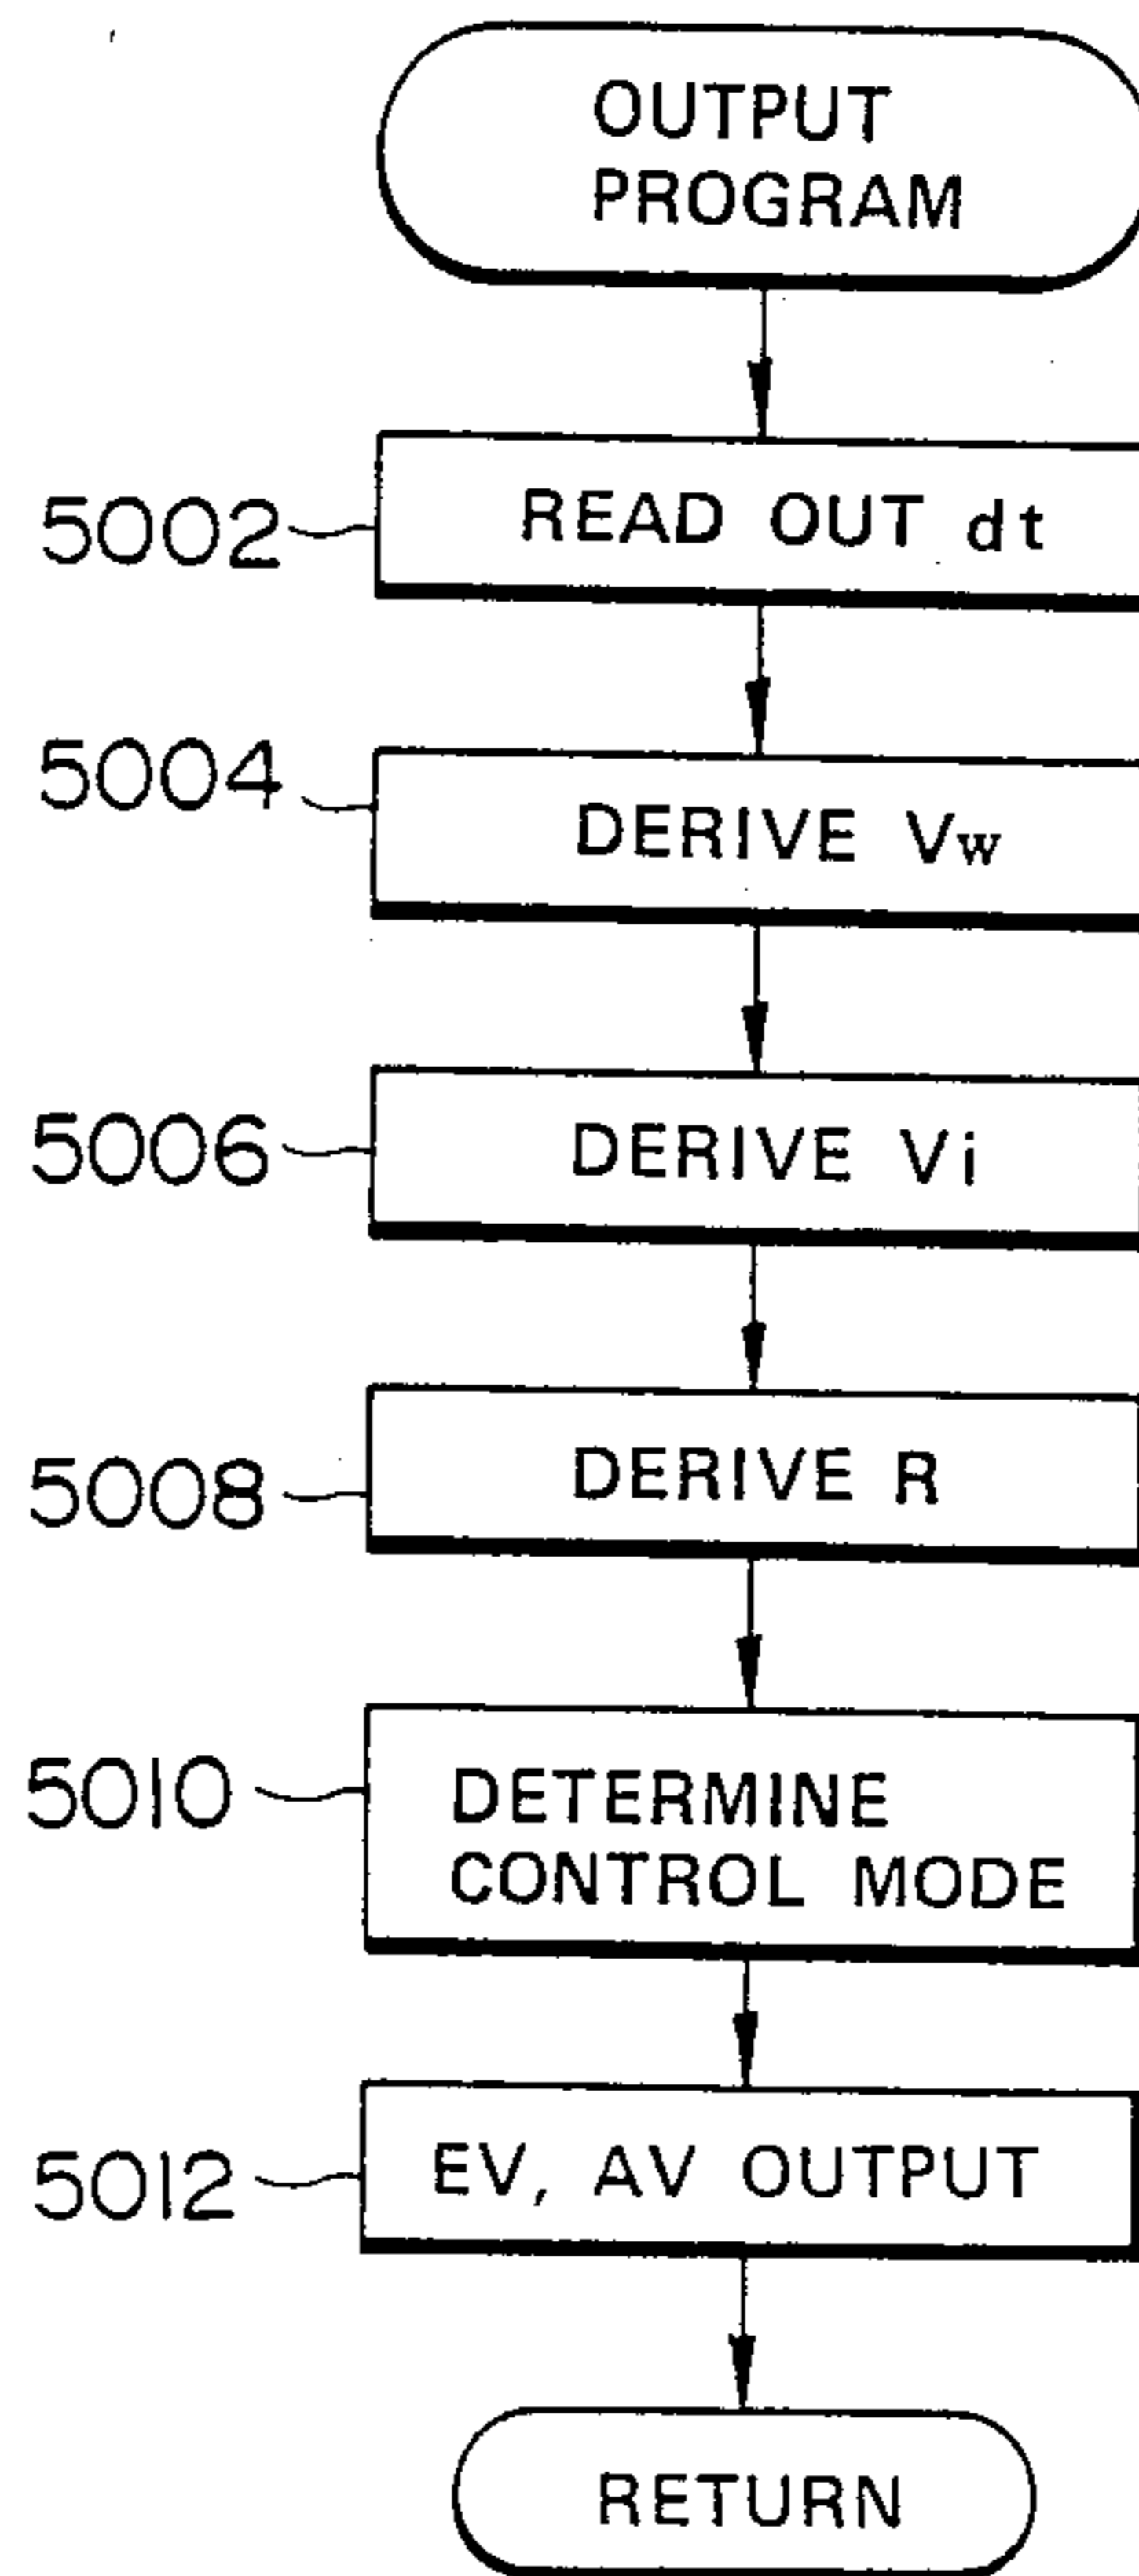 OUTPUT
PROGRAM
5002
READ OUT dt
5004
DERIVE Vw
5006
DERIVE Vi
5008
DERIVE R
5010
DETERMINE
CONTROL MODE
5012
EV, AV OUTPUT
RETURN